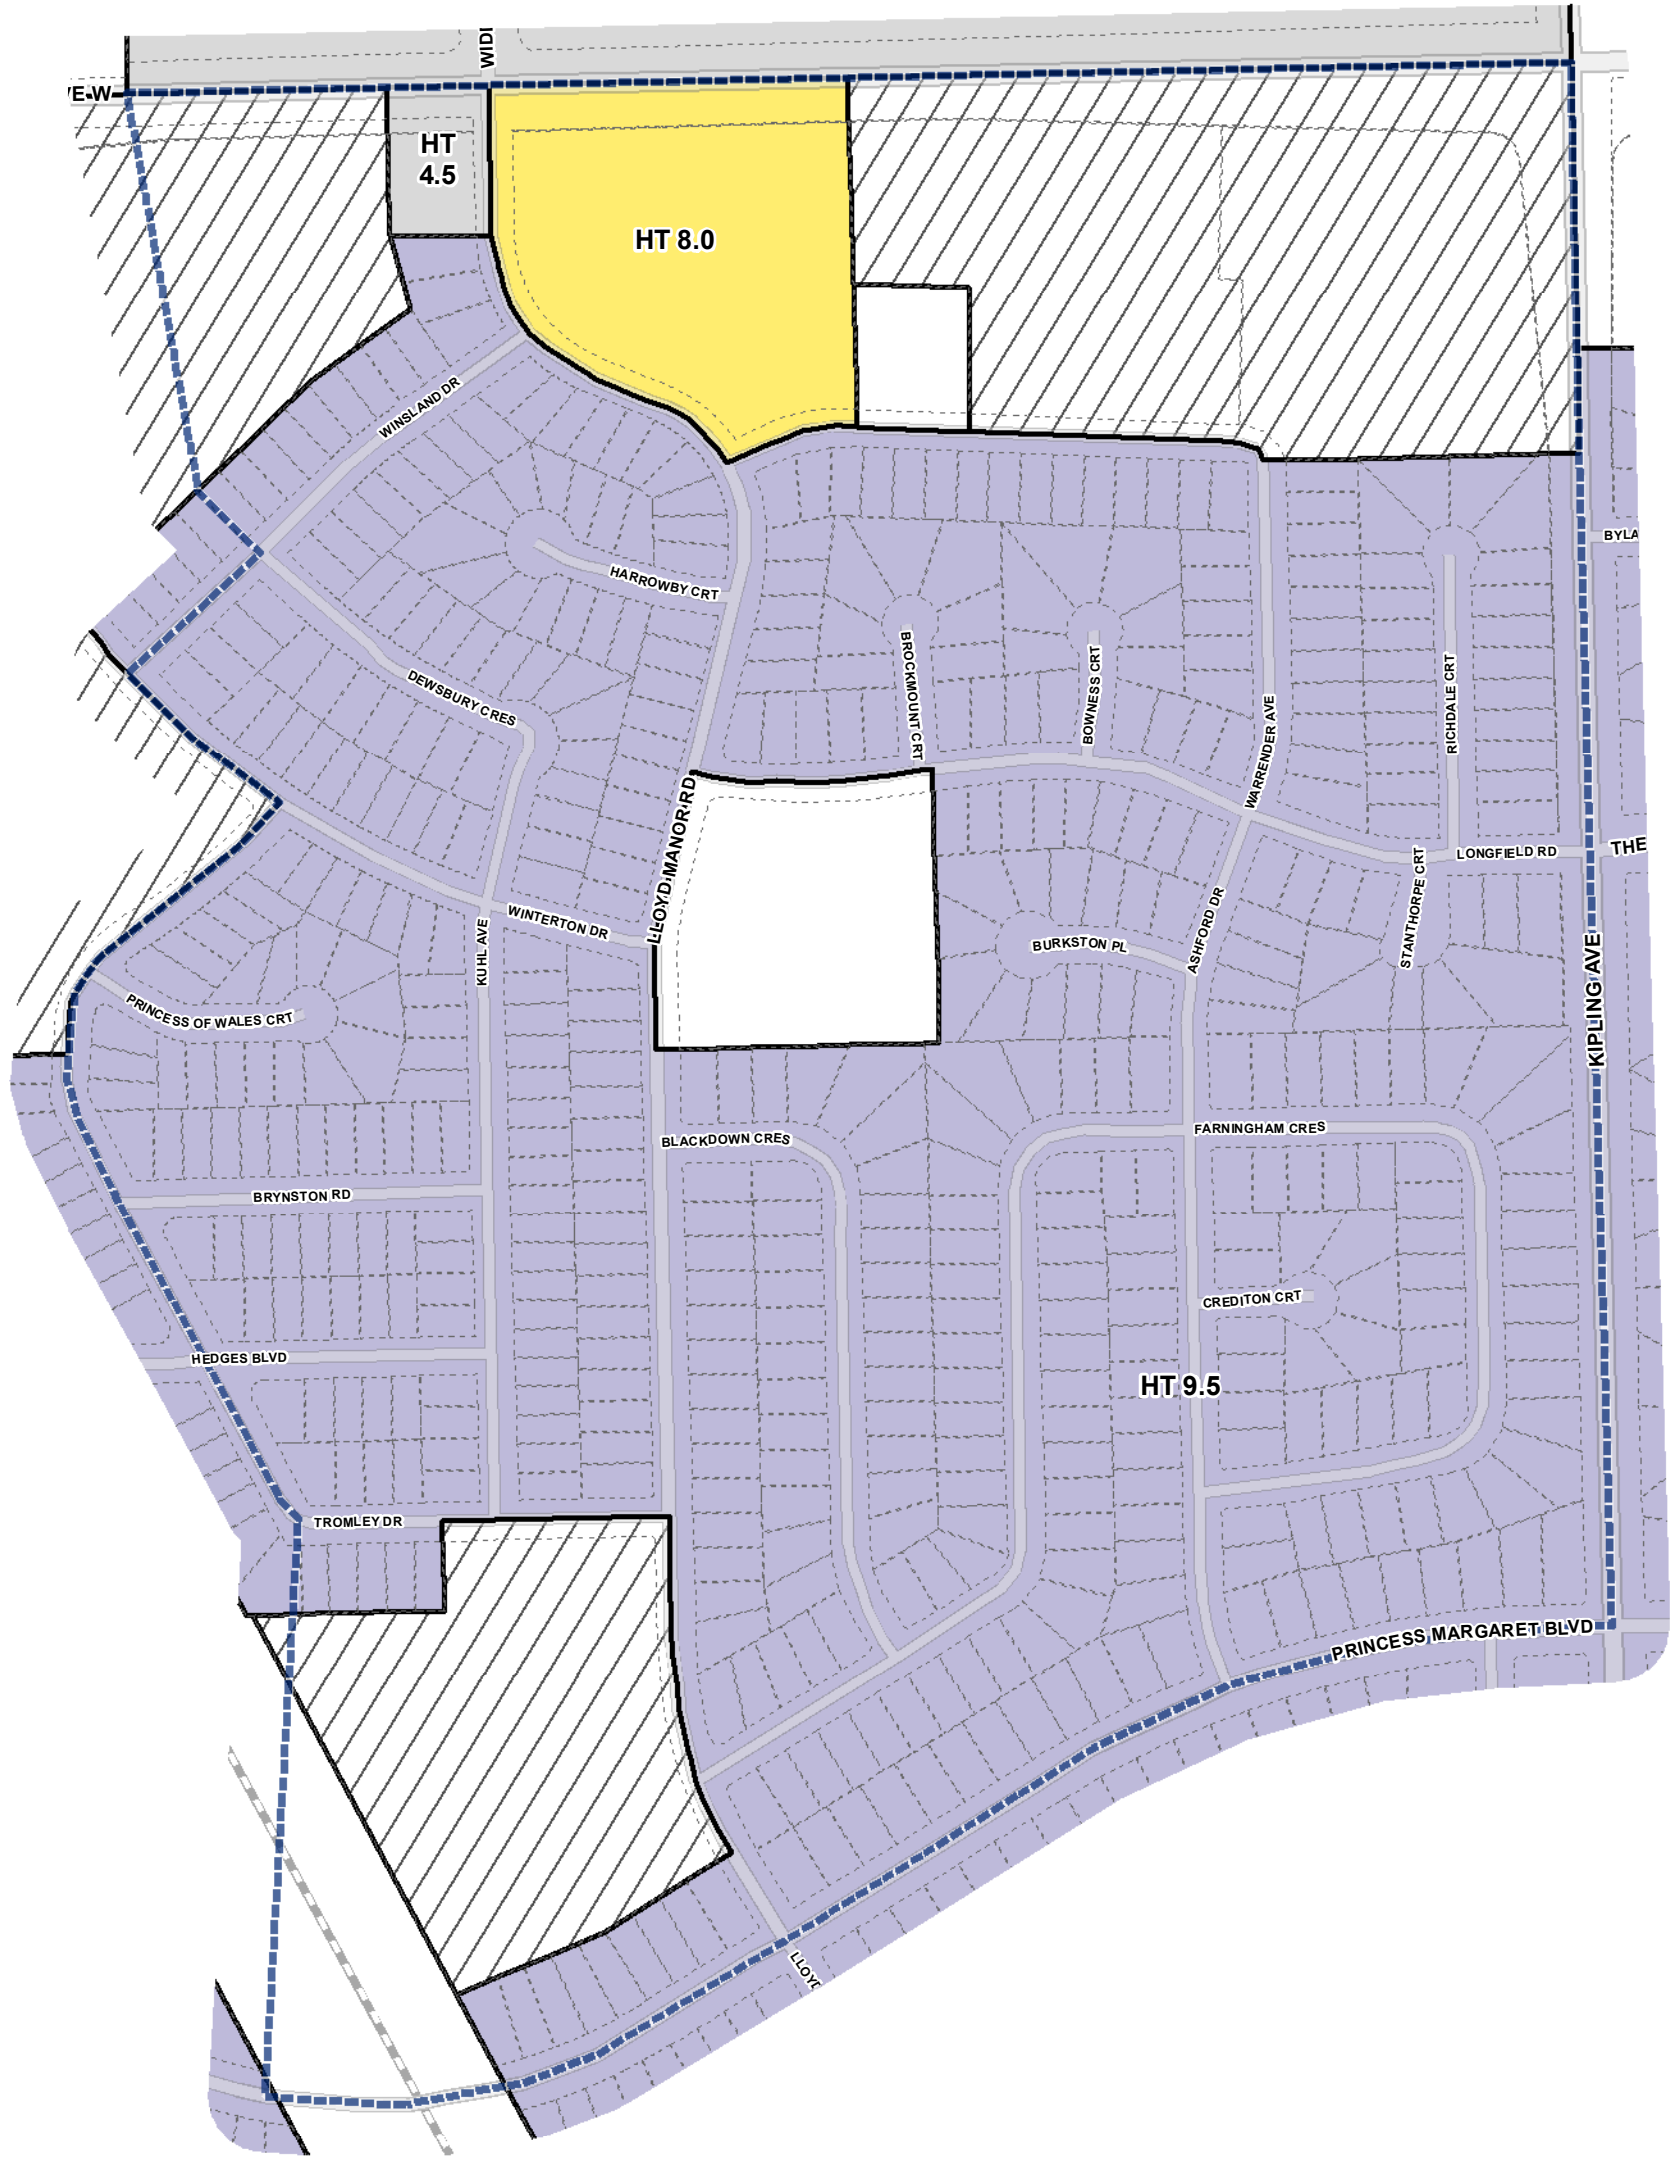 WIDI
E W
HT
4.5
HT 8.0
WINSLAND DR
BYLA
HARROWBY CRT
BROCKMOUNT CRT
BOWNESS CRT
RICHDALE CRT
DEWSBURY CRES
WARRENDER AVE
LLOYD MANOR RD
THE
LONGFIELD RD
STANTHORPE CRT
WINTERTON DR
KUHL AVE
ASHFORD DR
BURKSTON PL
KIPLING AVE
PRINCESS OF WALES CRT
BLACKDOWN CRES
FARNINGHAM CRES
BRYNSTON RD
CREDITON CRT
HEDGES BLVD
HT 9.5
TROMLEY DR
PRINCESS MARGARET BLVD
LLOYD